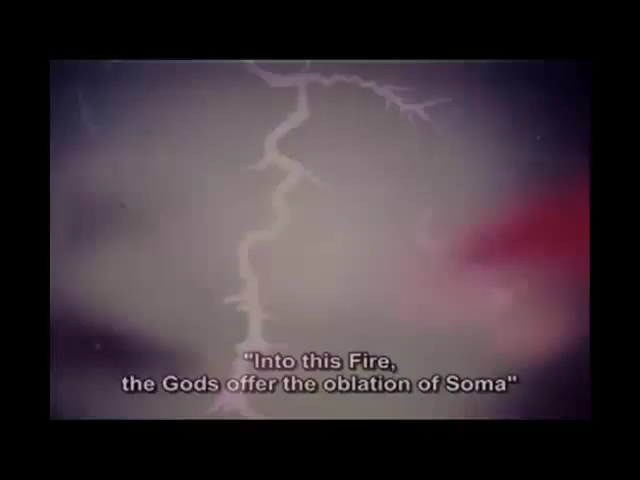 "Into this Fire,
the Gods offer the oblation of Soma"